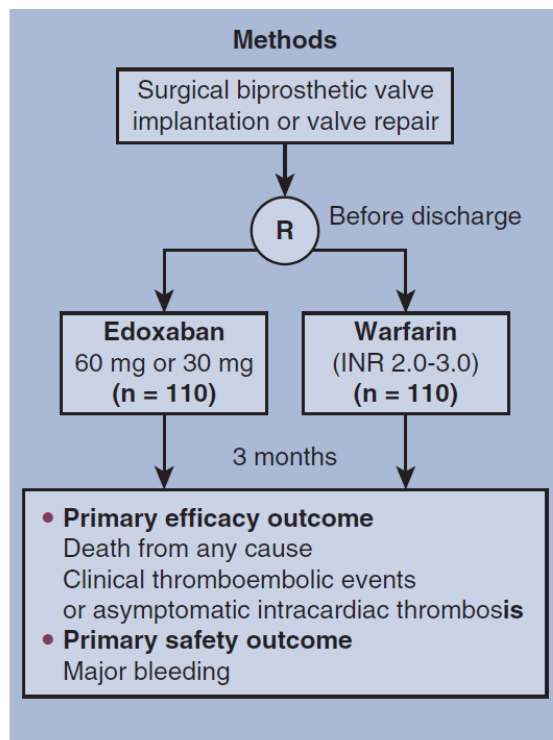 Methods
Surgical biprosthetic valve
implantation or valve repair
R
Before discharge
Edoxaban
60 mg or 30 mg
(n = 110)
Warfarin
(INR 2.0-3.0)
(n = 110)
3 months
• Primary efficacy outcome
Death from any cause
Clinical thromboembolic events
or asymptomatic intracardiac thrombosis
• Primary safety outcome
Major bleeding